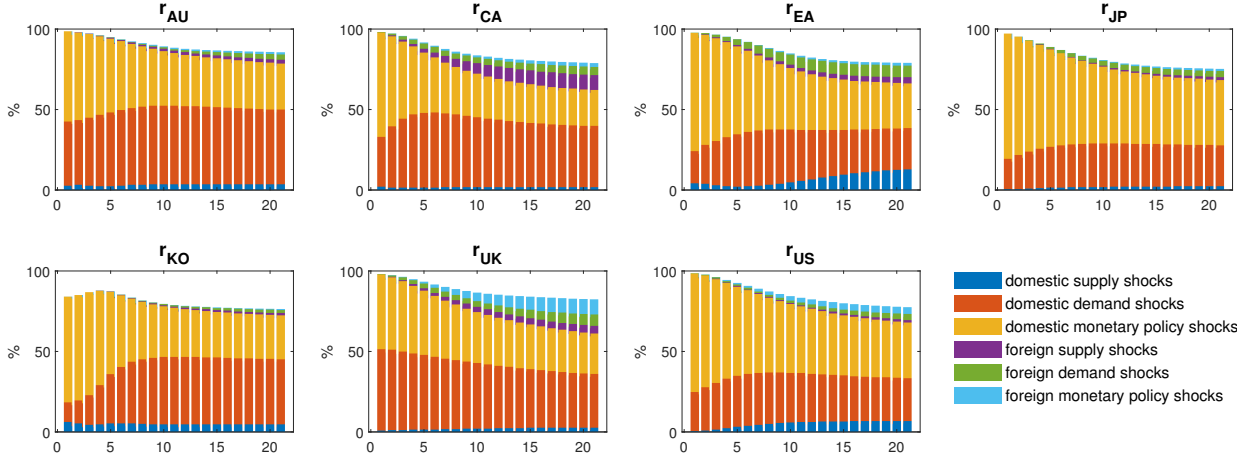 r_AU
r_CA
r_EA
r_JP
100
50
0
%
0 5 10 15 20
100
50
0
%
0 5 10 15 20
100
50
0
%
0 5 10 15 20
100
50
0
%
0 5 10 15 20
r_KO
r_UK
r_US
100
50
0
%
0 5 10 15 20
100
50
0
%
0 5 10 15 20
100
50
0
%
0 5 10 15 20
domestic supply shocks
domestic demand shocks
domestic monetary policy shocks
foreign supply shocks
foreign demand shocks
foreign monetary policy shocks